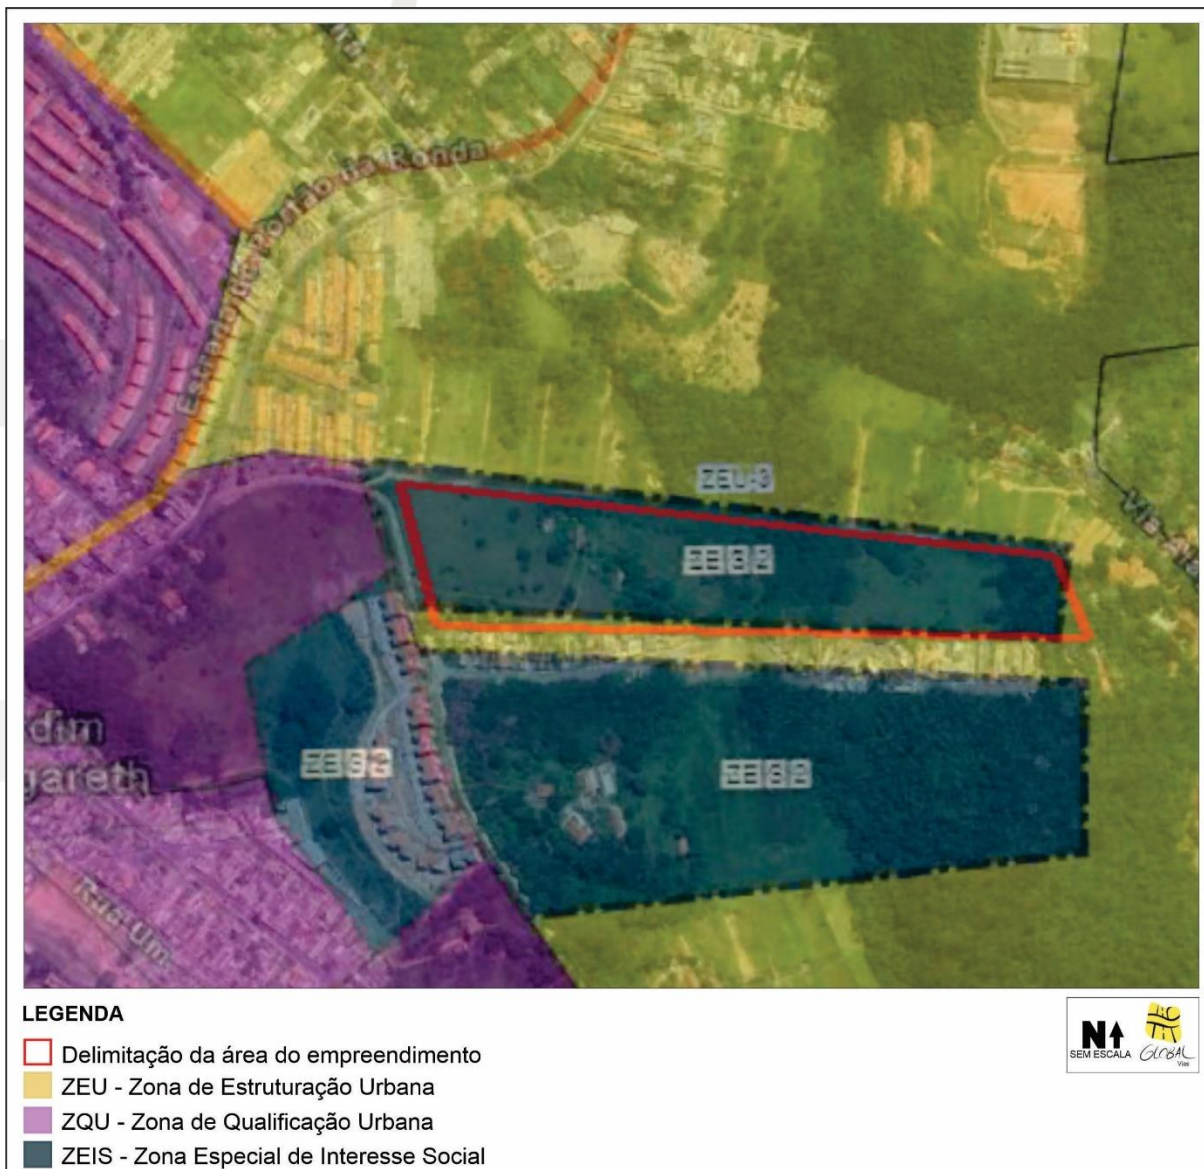 Estrada do Portão da Ronda
ZEU-3
ZEIS 2
ZEIS 2
ZEIS 2
dim
gareth
Rua Um
LEGENDA
Delimitação da área do empreendimento
ZEU - Zona de Estruturação Urbana
ZQU - Zona de Qualificação Urbana
ZEIS - Zona Especial de Interesse Social
N
SEM ESCALA
GLOBAL
Vias